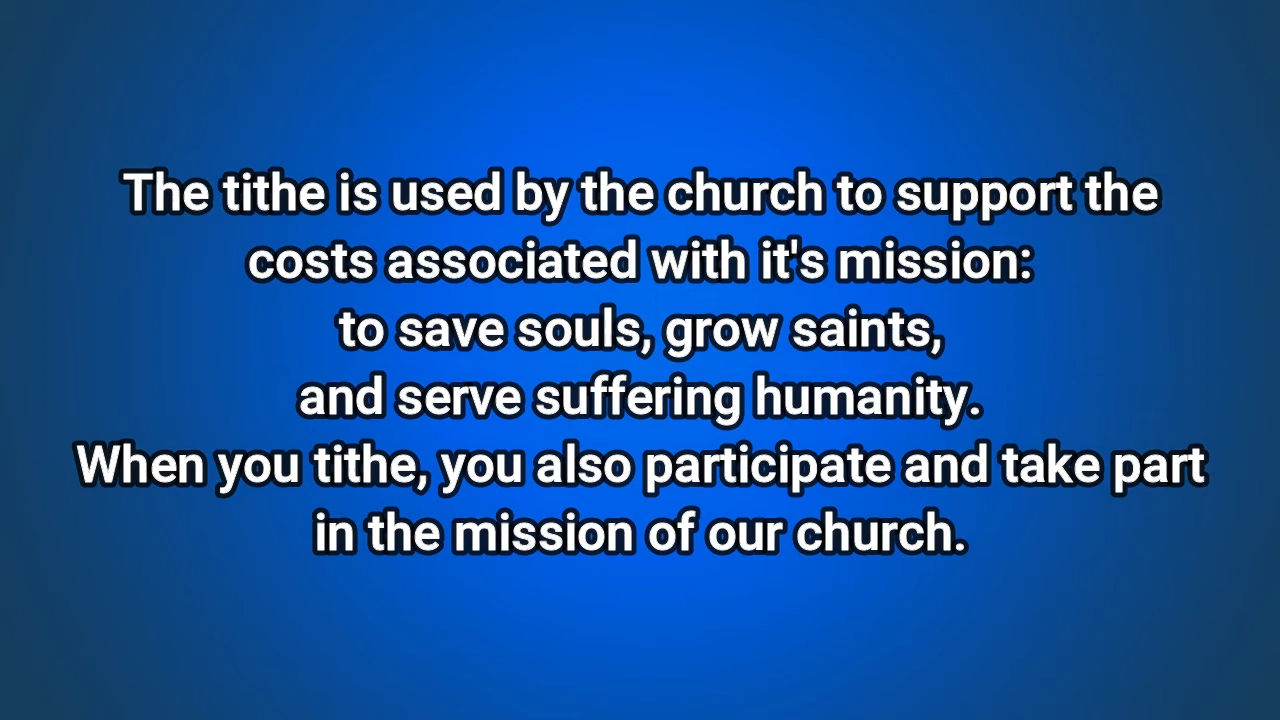 The tithe is used by the church to support the
costs associated with it's mission:
to save souls, grow saints,
and serve suffering humanity.
When you tithe, you also participate and take part
in the mission of our church.